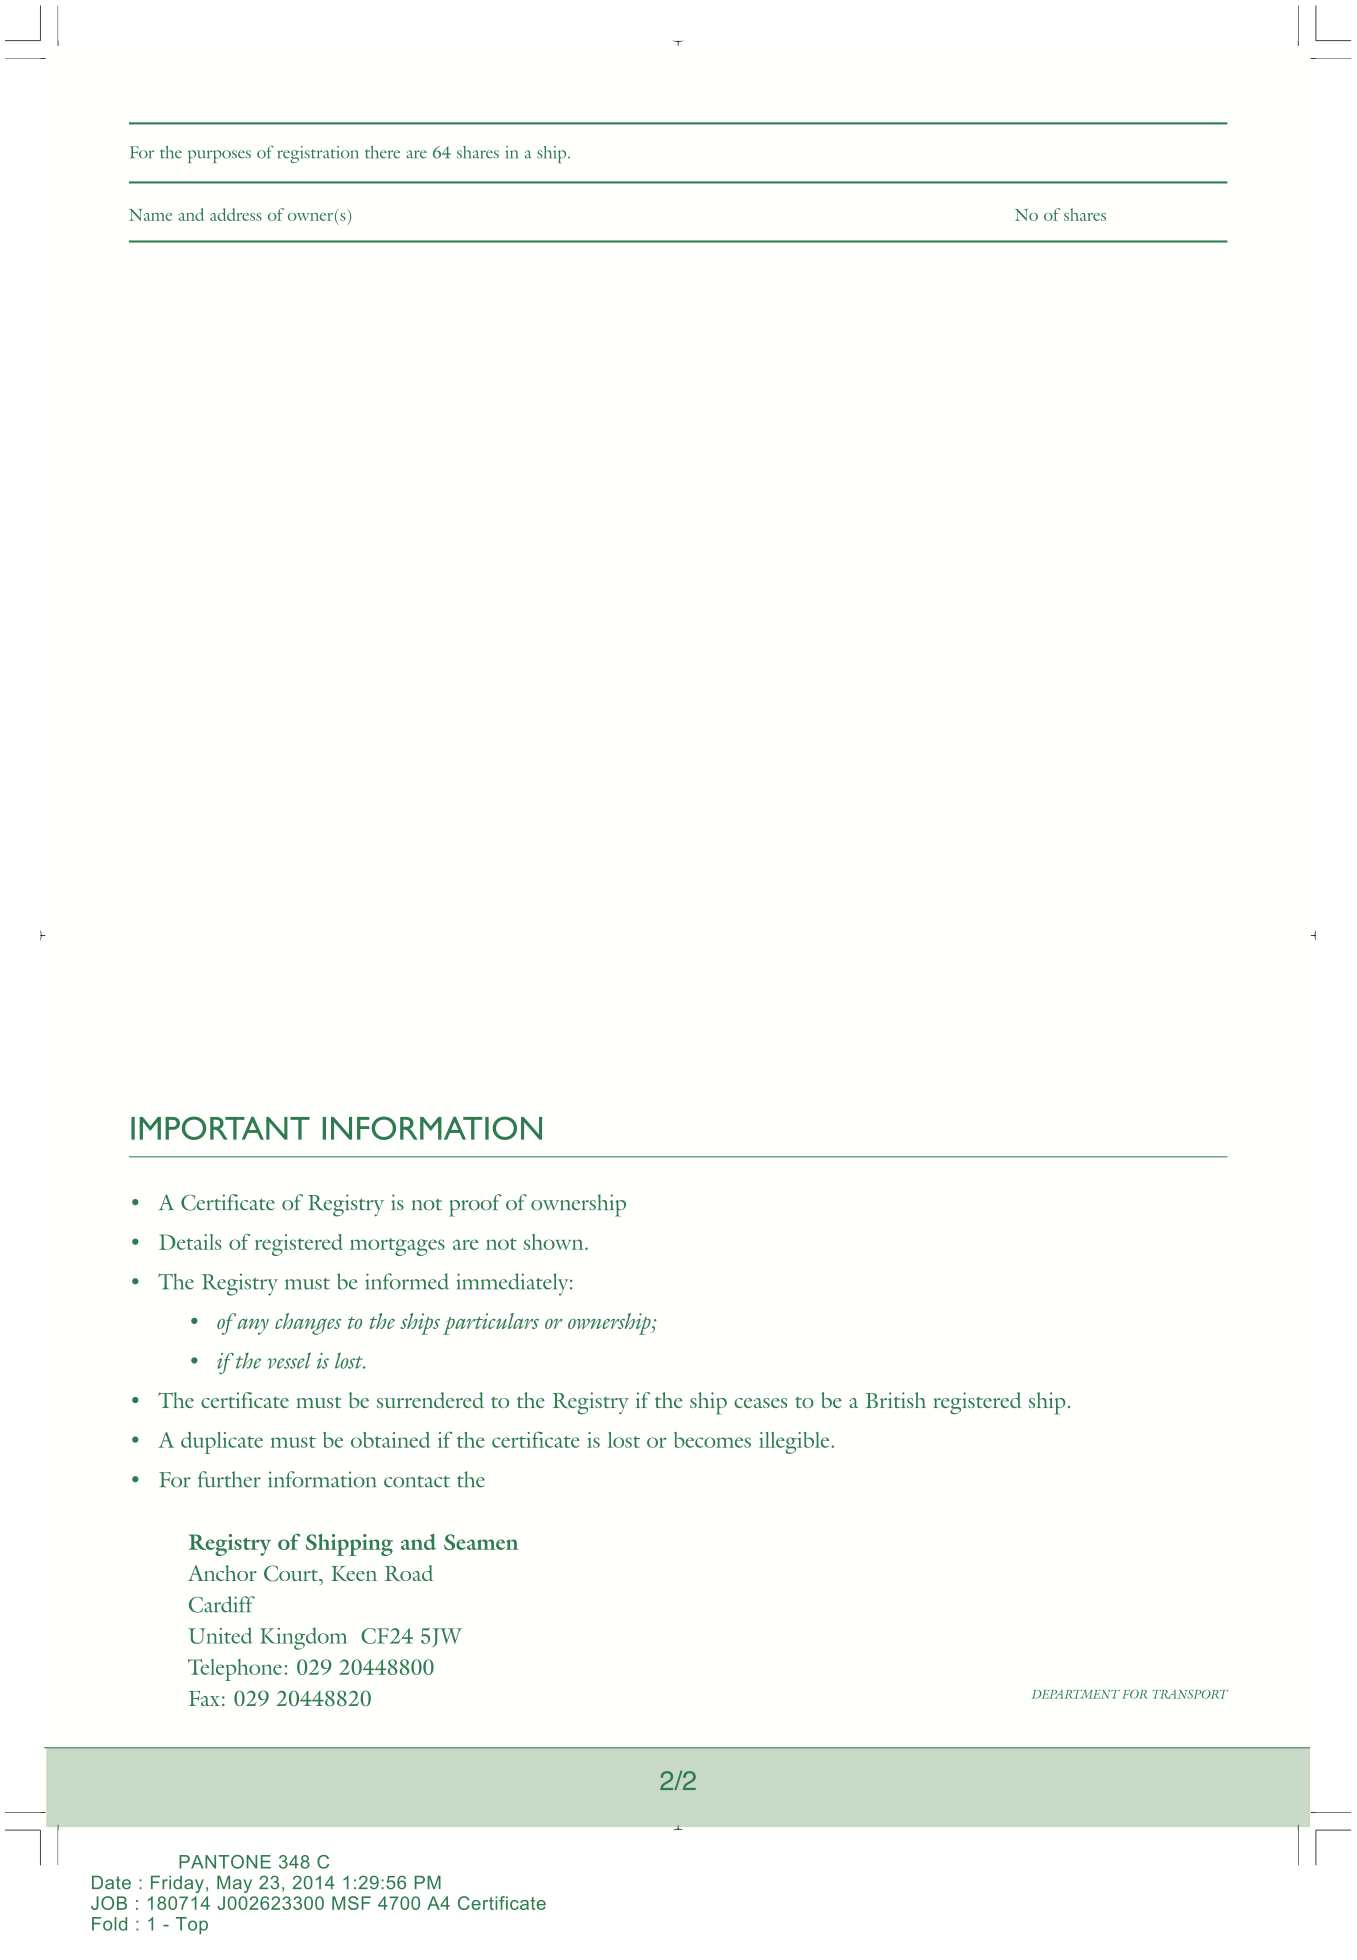 For the purposes of registration there are 64 shares in a ship.
Name and address of owner(s) No of shares
IMPORTANT INFORMATION
• A Certificate of Registry is not proof of ownership
• Details of registered mortgages are not shown.
• The Registry must be informed immediately:
• of any changes to the ships particulars or ownership;
• if the vessel is lost.
• The certificate must be surrendered to the Registry if the ship ceases to be a British registered ship.
• A duplicate must be obtained if the certificate is lost or becomes illegible.
• For further information contact the
Registry of Shipping and Seamen
Anchor Court, Keen Road
Cardiff
United Kingdom CF24 5JW
Telephone: 029 20448800
Fax: 029 20448820
DEPARTMENT FOR TRANSPORT
2/2
PANTONE 348 C
Date : Friday, May 23, 2014 1:29:56 PM
JOB : 180714 J002623300 MSF 4700 A4 Certificate
Fold : 1 - Top